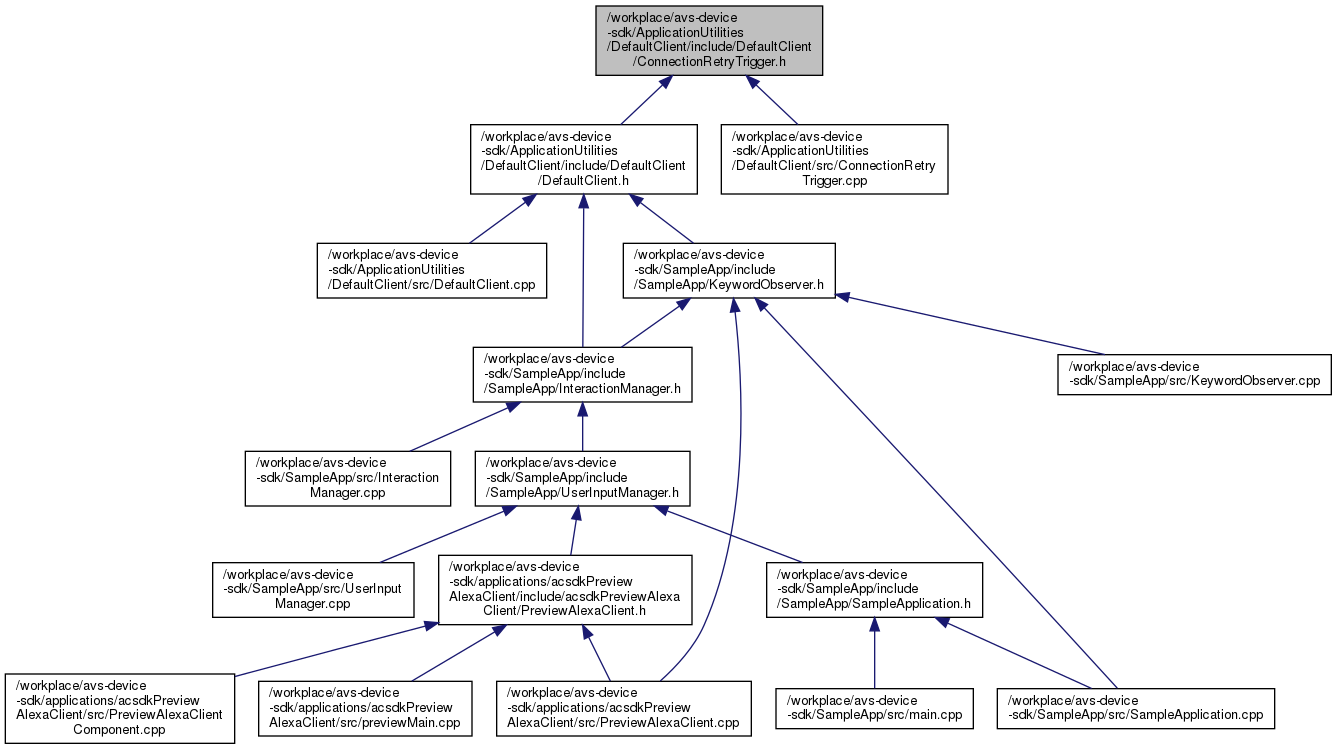 /workplace/avs-device
-sdk/ApplicationUtilities
/DefaultClient/include/DefaultClient
/ConnectionRetryTrigger.h
/workplace/avs-device
-sdk/ApplicationUtilities
/DefaultClient/include/DefaultClient
/DefaultClient.h
/workplace/avs-device
-sdk/ApplicationUtilities
/DefaultClient/src/ConnectionRetry
Trigger.cpp
/workplace/avs-device
-sdk/ApplicationUtilities
/DefaultClient/src/DefaultClient.cpp
/workplace/avs-device
-sdk/SampleApp/include
/SampleApp/KeywordObserver.h
/workplace/avs-device
-sdk/SampleApp/include
/SampleApp/InteractionManager.h
/workplace/avs-device
-sdk/SampleApp/src/KeywordObserver.cpp
/workplace/avs-device
-sdk/SampleApp/src/Interaction
Manager.cpp
/workplace/avs-device
-sdk/SampleApp/include
/SampleApp/UserInputManager.h
/workplace/avs-device
-sdk/SampleApp/src/UserInput
Manager.cpp
/workplace/avs-device
-sdk/applications/acsdkPreview
AlexaClient/include/acsdkPreviewAlexa
Client/PreviewAlexaClient.h
/workplace/avs-device
-sdk/SampleApp/include
/SampleApp/SampleApplication.h
/workplace/avs-device
-sdk/applications/acsdkPreview
AlexaClient/src/PreviewAlexaClient
Component.cpp
/workplace/avs-device
-sdk/applications/acsdkPreview
AlexaClient/src/previewMain.cpp
/workplace/avs-device
-sdk/applications/acsdkPreview
AlexaClient/src/PreviewAlexaClient.cpp
/workplace/avs-device
-sdk/SampleApp/src/main.cpp
/workplace/avs-device
-sdk/SampleApp/src/SampleApplication.cpp